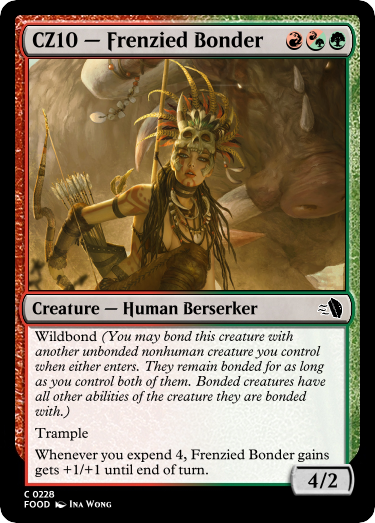 CZ10 — Frenzied Bonder
Creature — Human Berserker
Wildbond (You may bond this creature with
another unbonded nonhuman creature you control
when either enters. They remain bonded for as long
as you control both of them. Bonded creatures have
all other abilities of the creature they are bonded
with.)
Trample
Whenever you expend 4, Frenzied Bonder gains
gets +1/+1 until end of turn.
4/2
C 0228
FOOD Ina Wong